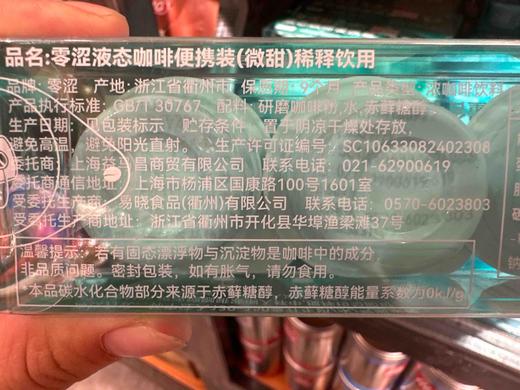 品名:零涩液态咖啡便携装(微甜)稀释饮用
品牌:零涩 产地:浙江省衢州市 保质期:9个月 产品类型:浓咖啡饮料
产品执行标准:GB/T 30767 配料:研磨咖啡粉,水,赤藓糖醇
生产日期:见包装标示 贮存条件:置于阴凉干燥处存放,
避免高温,避免阳光直射。 生产许可证编号:SC10633082402308
委托商:上海益马昌商贸有限公司 联系电话:021-62900619
委托商通信地址:上海市杨浦区国康路100号1601室
受委托生产商:易晓食品(衢州)有限公司 联系电话:0570-6023803
受委托生产商地址:浙江省衢州市开化县华埠渔梁滩37号
温馨提示:若有固态漂浮物与沉淀物是咖啡中的成分,
非品质问题。密封包装,如有胀气,请勿食用。
*本品碳水化合物部分来源于赤藓糖醇,赤藓糖醇能量系数为0kJ/g